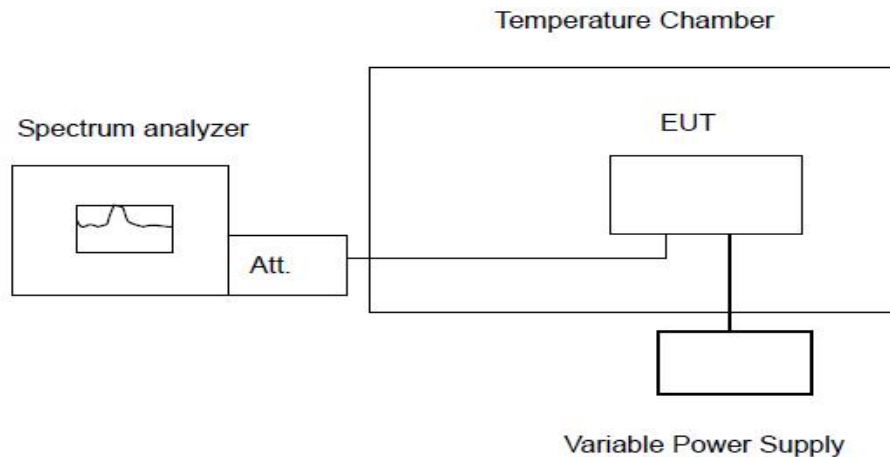 Temperature Chamber
Spectrum analyzer
EUT
Att.
Variable Power Supply